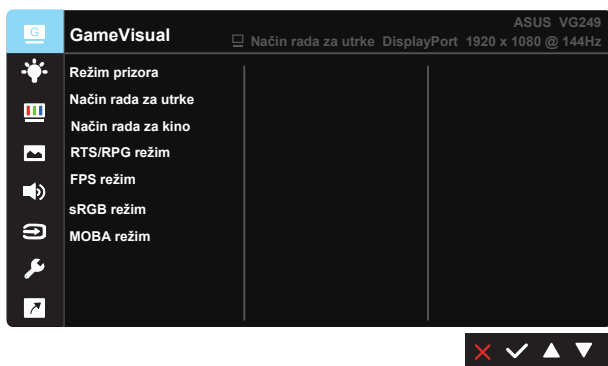 G
GameVisual
ASUS VG249
Način rada za utrke DisplayPort 1920 x 1080 @ 144Hz
Režim prizora
Način rada za utrke
Način rada za kino
RTS/RPG režim
FPS režim
sRGB režim
MOBA režim